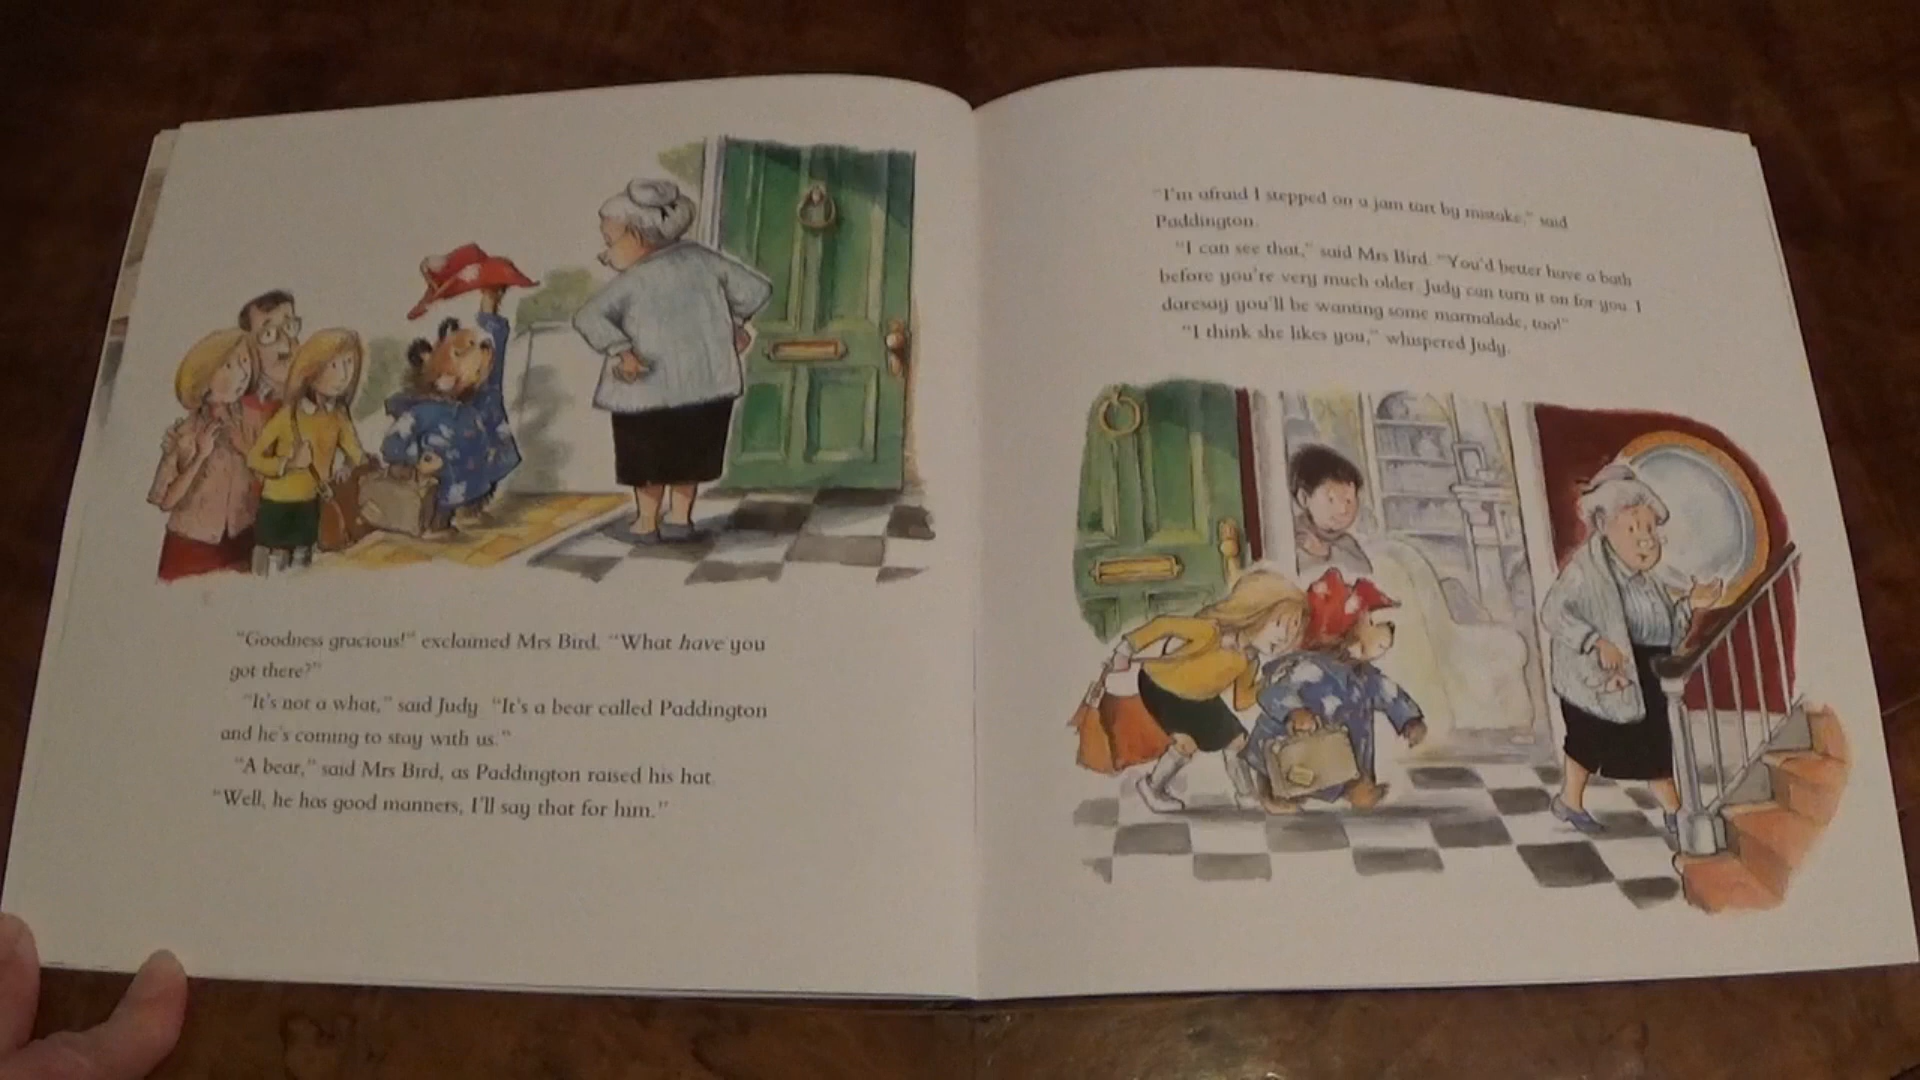 "Goodness gracious!" exclaimed Mrs Bird. "What have you
got there?"
"It's not a what," said Judy. "It's a bear called Paddington
and he's coming to stay with us."
"A bear," said Mrs Bird, as Paddington raised his hat.
"Well, he has good manners, I'll say that for him."
"I'm afraid I stepped on a jam tart by mistake," said
Paddington.
"I can see that," said Mrs Bird. "You'd better have a bath
before you're very much older. Judy can turn it on for you. I
daresay you'll be wanting some marmalade, too!"
"I think she likes you," whispered Judy.